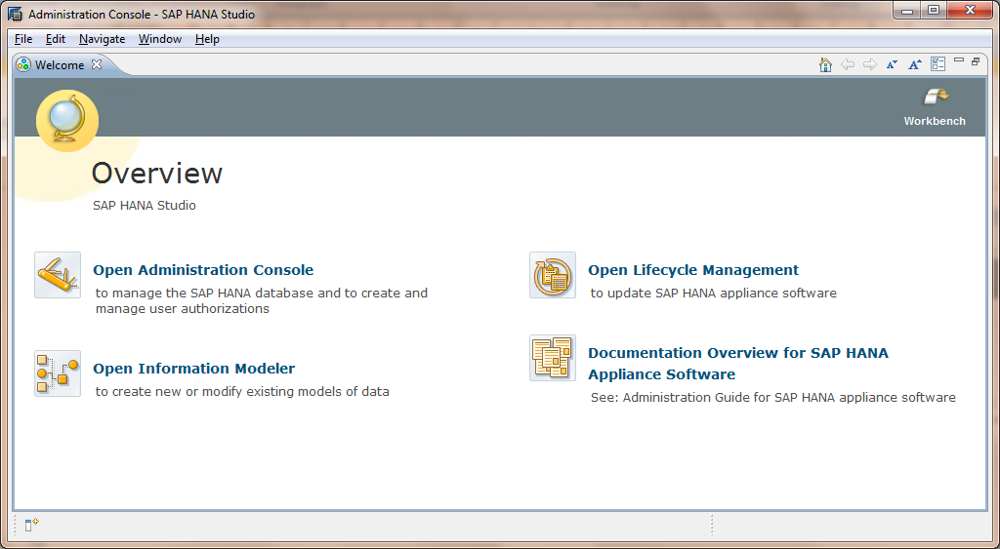 Administration Console - SAP HANA Studio
File Edit Navigate Window Help
Welcome
Workbench
Overview
SAP HANA Studio
Open Administration Console
to manage the SAP HANA database and to create and
manage user authorizations
Open Information Modeler
to create new or modify existing models of data
Open Lifecycle Management
to update SAP HANA appliance software
Documentation Overview for SAP HANA
Appliance Software
See: Administration Guide for SAP HANA appliance software